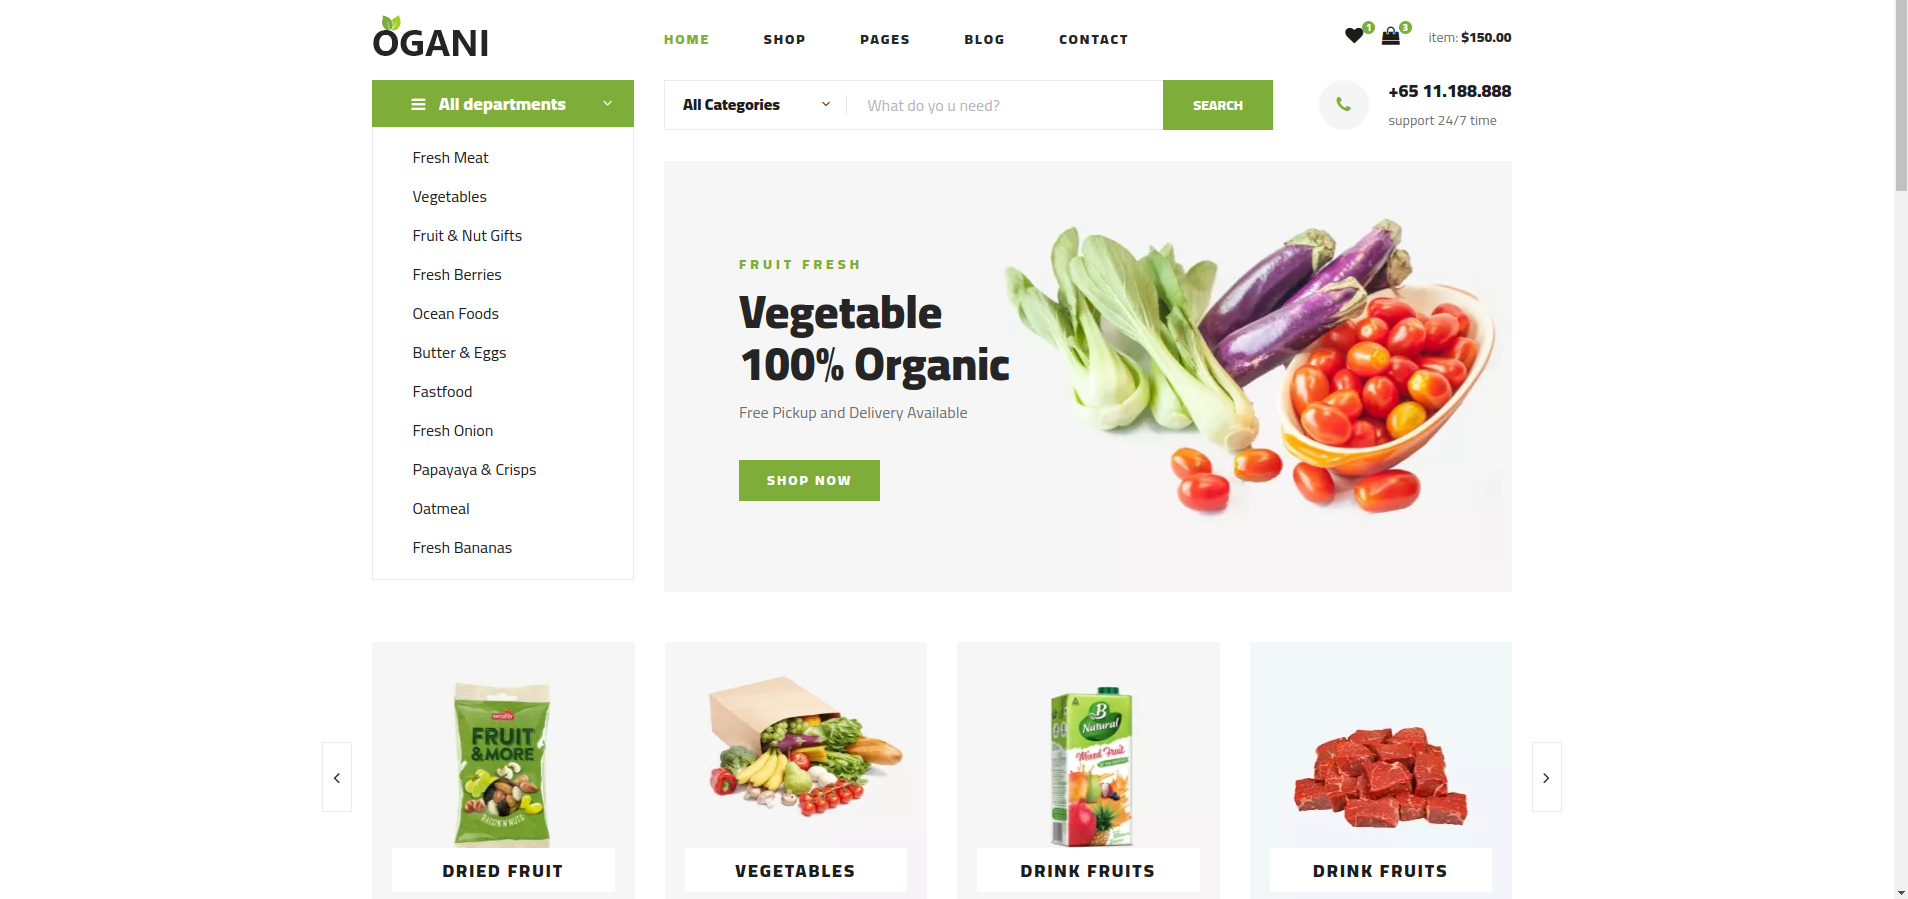 OGANI
HOME SHOP PAGES BLOG CONTACT
1 3 item: $150.00
All departments
All Categories What do yo u need? SEARCH
+65 11.188.888
support 24/7 time
Fresh Meat
Vegetables
Fruit & Nut Gifts
Fresh Berries
Ocean Foods
Butter & Eggs
Fastfood
Fresh Onion
Papayaya & Crisps
Oatmeal
Fresh Bananas
FRUIT FRESH
Vegetable
100% Organic
Free Pickup and Delivery Available
SHOP NOW
FRUIT
& MORE
RAISIN N NUTS
DRIED FRUIT
VEGETABLES
B
Natural
Mixed Fruit
DRINK FRUITS
DRINK FRUITS